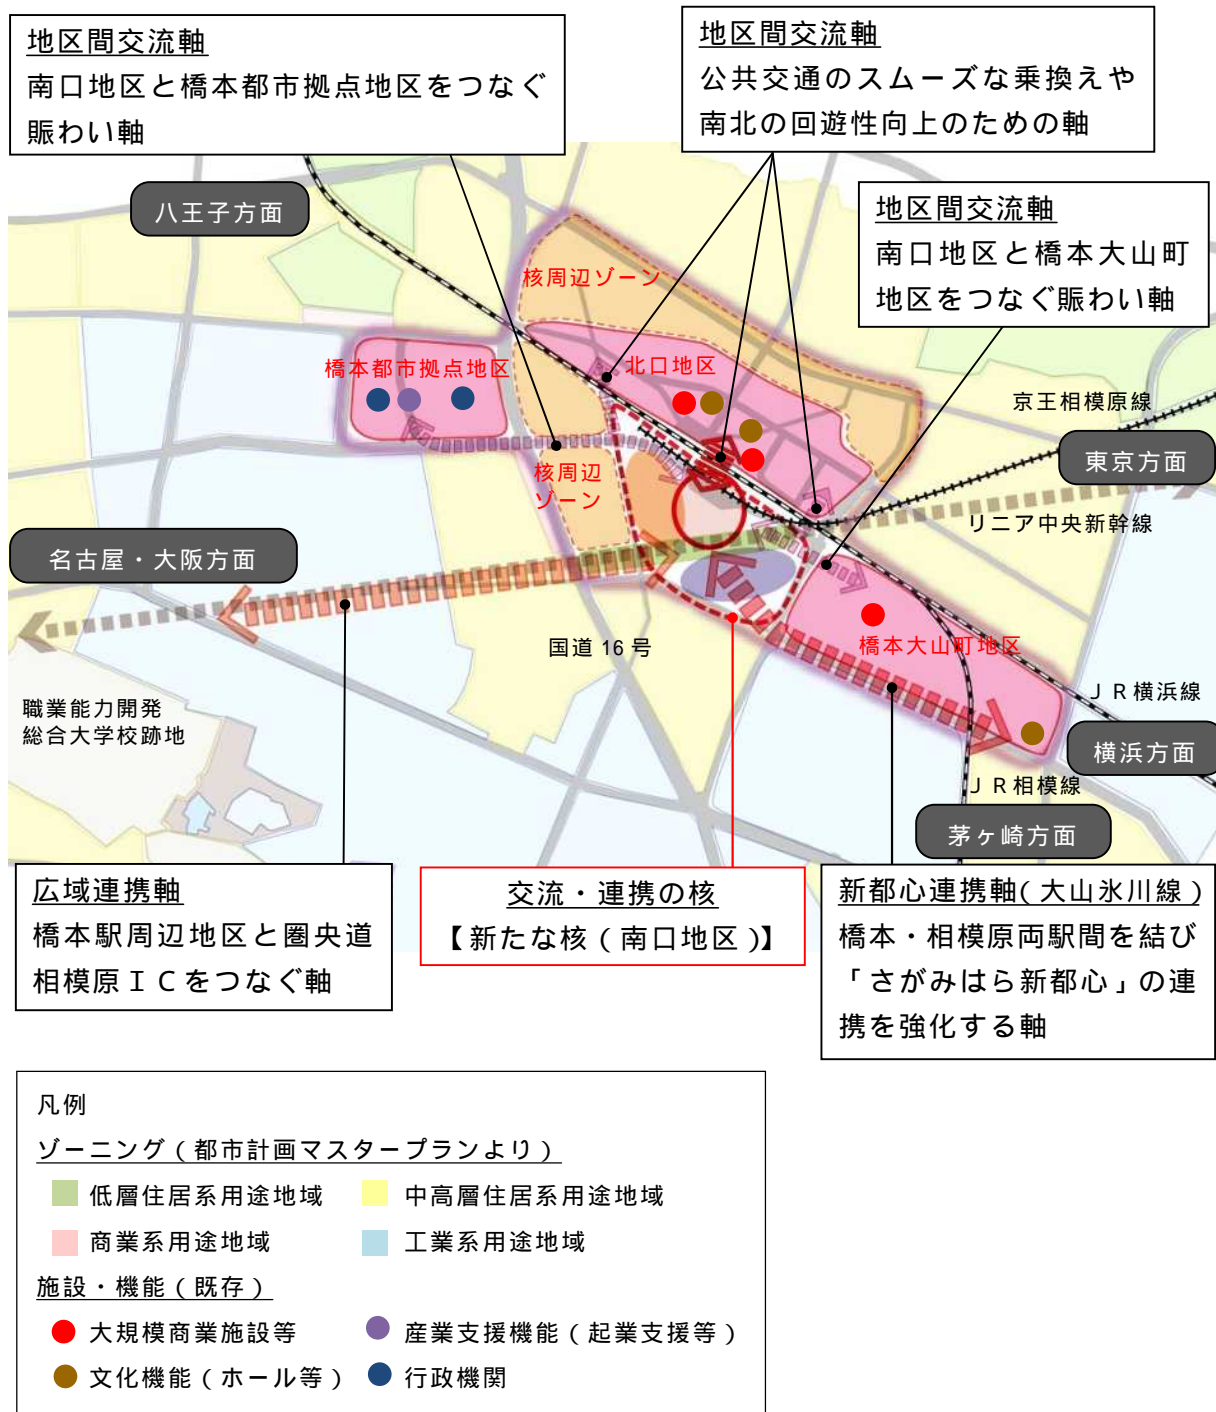 地区間交流軸
南口地区と橋本都市拠点地区をつなぐ
賑わい軸
地区間交流軸
公共交通のスムーズな乗換えや
南北の回遊性向上のための軸
地区間交流軸
南口地区と橋本大山町
地区をつなぐ賑わい軸
八王子方面
核周辺ゾーン
橋本都市拠点地区
北口地区
京王相模原線
東京方面
核周辺
ゾーン
リニア中央新幹線
名古屋・大阪方面
国道16号
橋本大山町地区
職業能力開発
総合大学校跡地
ＪＲ横浜線
横浜方面
ＪＲ相模線
茅ヶ崎方面
広域連携軸
橋本駅周辺地区と圏央道
相模原ＩＣをつなぐ軸
交流・連携の核
【新たな核（南口地区）】
新都心連携軸（大山氷川線）
橋本・相模原両駅間を結び
「さがみはら新都心」の連
携を強化する軸
凡例
ゾーニング（都市計画マスタープランより）
低層住居系用途地域
中高層住居系用途地域
商業系用途地域
工業系用途地域
施設・機能（既存）
大規模商業施設等
産業支援機能（起業支援等）
文化機能（ホール等）
行政機関